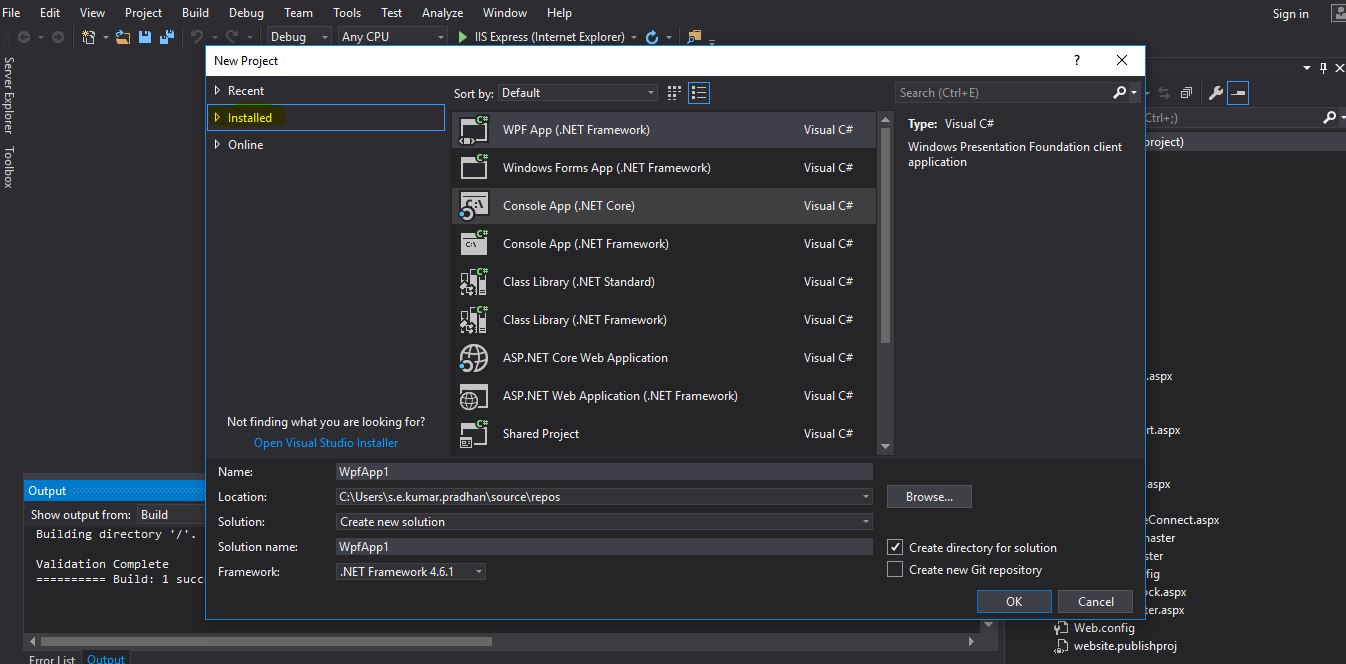 File Edit View Project Build Debug Team Tools Test Analyze Window Help
Sign in
Debug Any CPU IIS Express (Internet Explorer)
Server Explorer
Toolbox
New Project ?
Recent
Installed
Online
Not finding what you are looking for?
Open Visual Studio Installer
Sort by: Default
WPF App (.NET Framework) Visual C#
Windows Forms App (.NET Framework) Visual C#
Console App (.NET Core) Visual C#
Console App (.NET Framework) Visual C#
Class Library (.NET Standard) Visual C#
Class Library (.NET Framework) Visual C#
ASP.NET Core Web Application Visual C#
ASP.NET Web Application (.NET Framework) Visual C#
Shared Project Visual C#
Search (Ctrl+E)
Type: Visual C#
Windows Presentation Foundation client
application
Name: WpfApp1
Location: C:\Users\s.e.kumar.pradhan\source\repos
Browse...
Solution: Create new solution
Solution name: WpfApp1
Create directory for solution
Framework: .NET Framework 4.6.1
Create new Git repository
OK Cancel
Ctrl+;)
project)
.aspx
rt.aspx
.aspx
eConnect.aspx
master
ster
fig
ock.aspx
ter.aspx
Web.config
website.publishproj
Output
Show output from: Build
Building directory '/'.
Validation Complete
========== Build: 1 succ
Error List Output